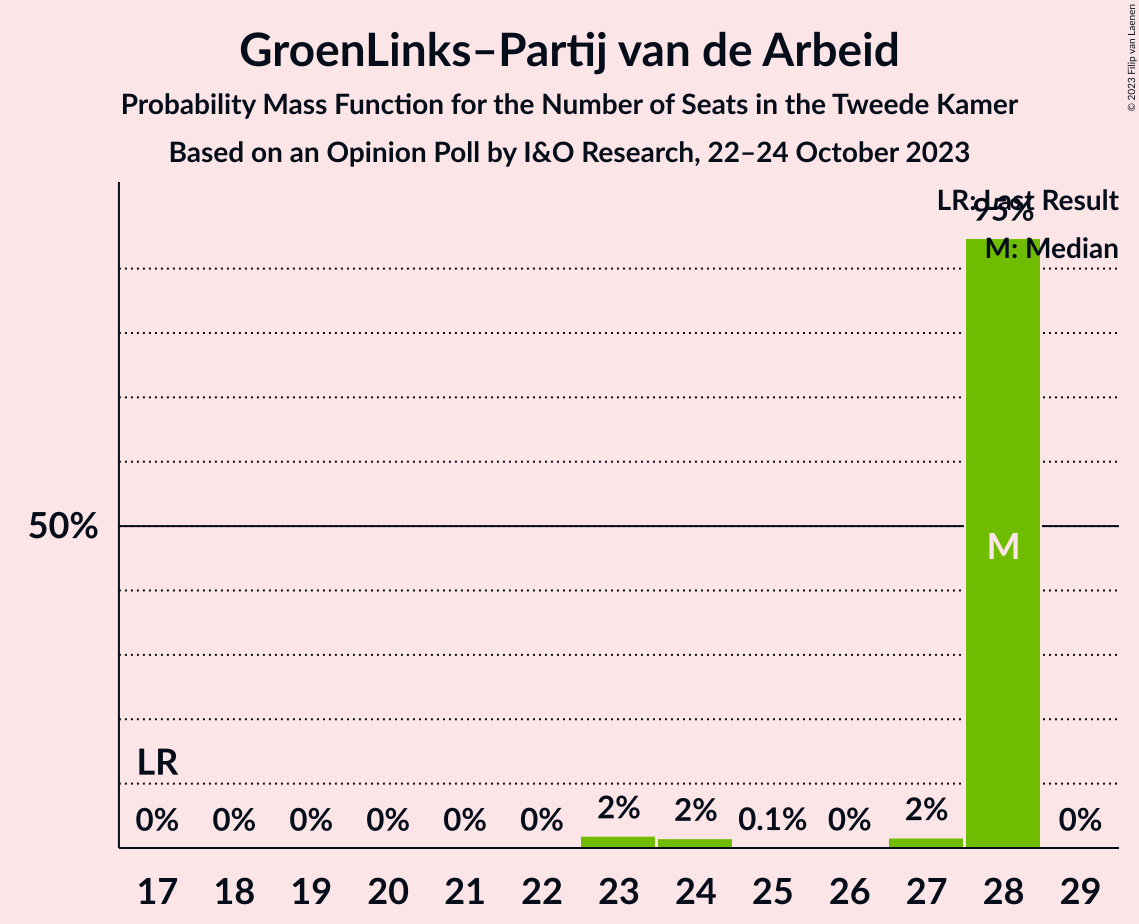 GroenLinks–Partij van de Arbeid
Probability Mass Function for the Number of Seats in the Tweede Kamer
Based on an Opinion Poll by I&O Research, 22–24 October 2023
© 2023 Filip van Laenen
LR: Last Result
95%
M: Median
50%
M
LR
0% 0% 0% 0% 0% 0% 2% 2% 0.1% 0% 2% 0%
17 18 19 20 21 22 23 24 25 26 27 28 29